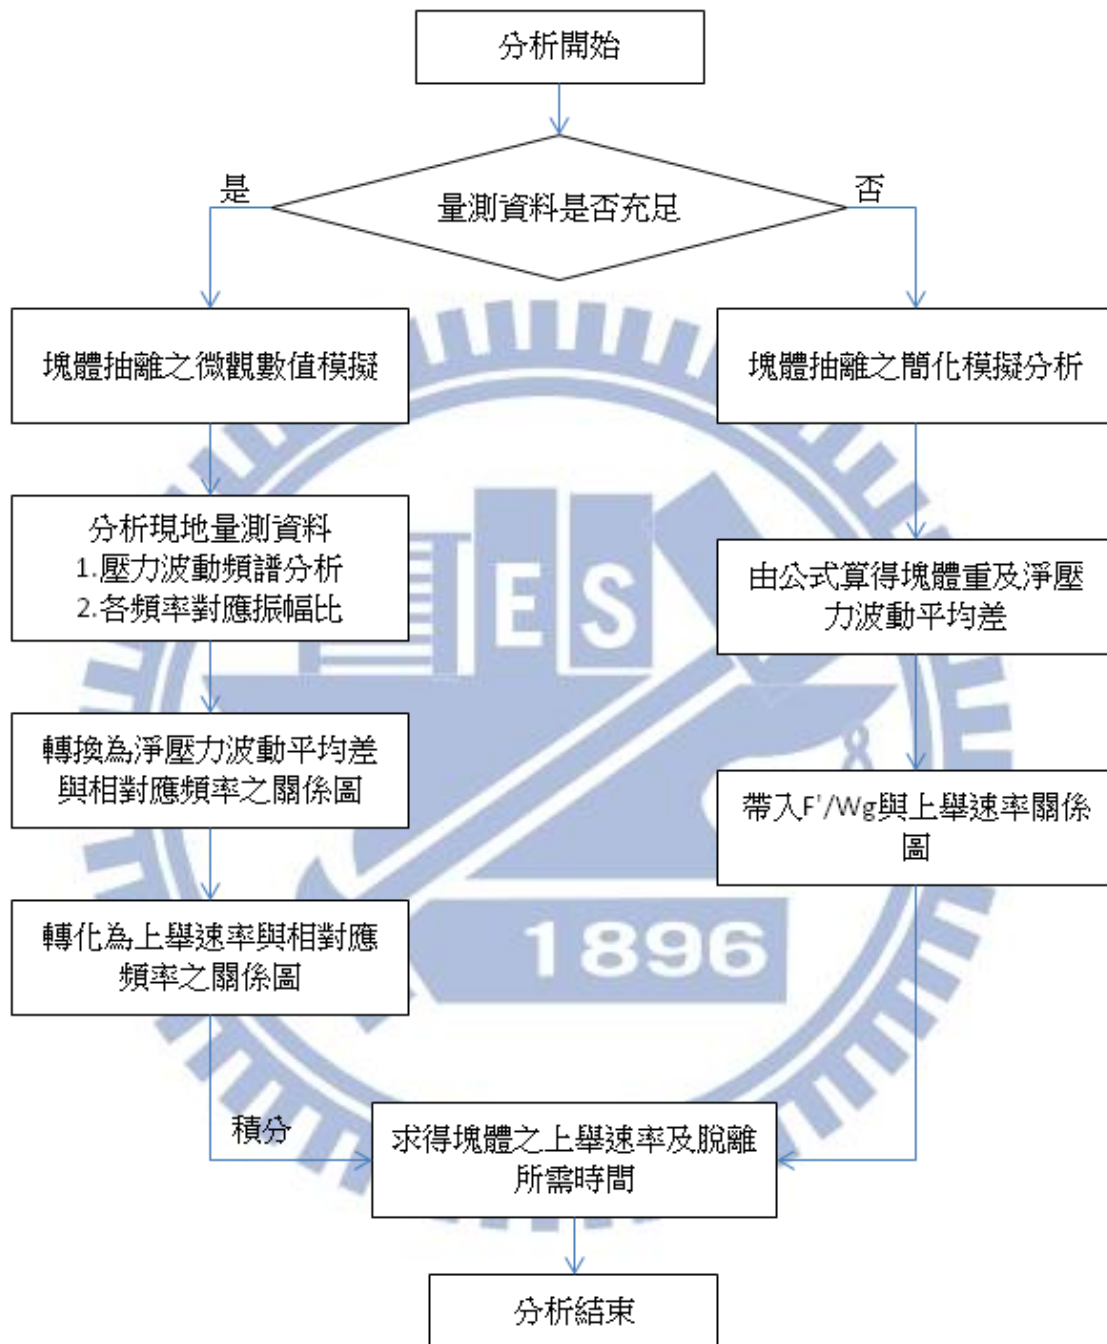 分析開始
量測資料是否充足
是
否
塊體抽離之微觀數值模擬
塊體抽離之簡化模擬分析
分析現地量測資料
1.壓力波動頻譜分析
2.各頻率對應振幅比
由公式算得塊體重及淨壓
力波動平均差
轉換為淨壓力波動平均差
與相對應頻率之關係圖
帶入F'/Wg與上舉速率關係
圖
轉化為上舉速率與相對應
頻率之關係圖
積分
求得塊體之上舉速率及脫離
所需時間
分析結束
ES
1896